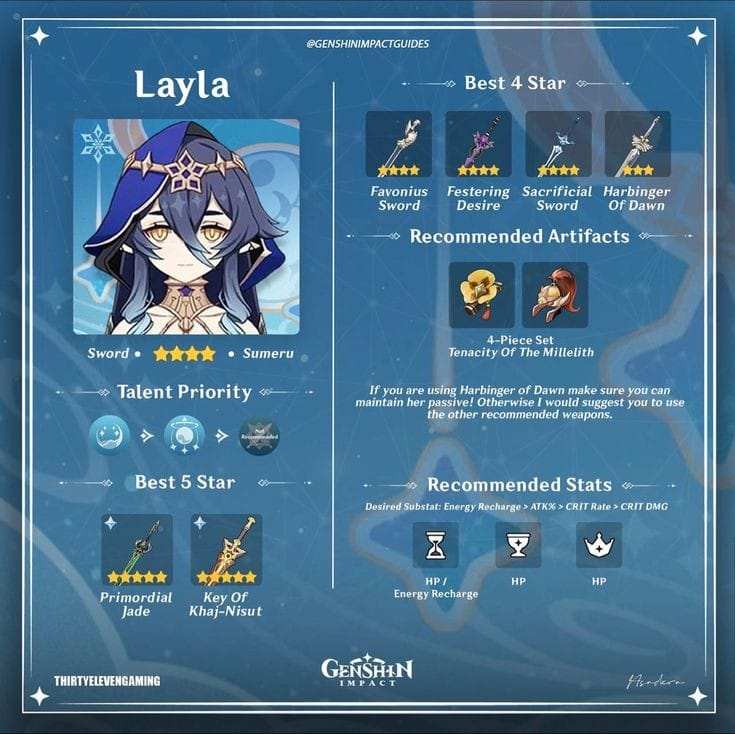 @GENSHINIMPACTGUIDES
Layla
Sword • • Sumeru
Talent Priority
Not
Recommended
Best 5 Star
Primordial
Jade
Key Of
Khaj-Nisut
Best 4 Star
Favonius
Sword
Festering
Desire
Sacrificial
Sword
Harbinger
Of Dawn
Recommended Artifacts
4-Piece Set
Tenacity Of The Millelith
If you are using Harbinger of Dawn make sure you can
maintain her passive! Otherwise I would suggest you to use
the other recommended weapons.
Recommended Stats
Desired Substat: Energy Recharge > ATK% > CRIT Rate > CRIT DMG
HP /
Energy Recharge
HP
HP
THIRTYELEVENGAMING
GENSHIN
IMPACT